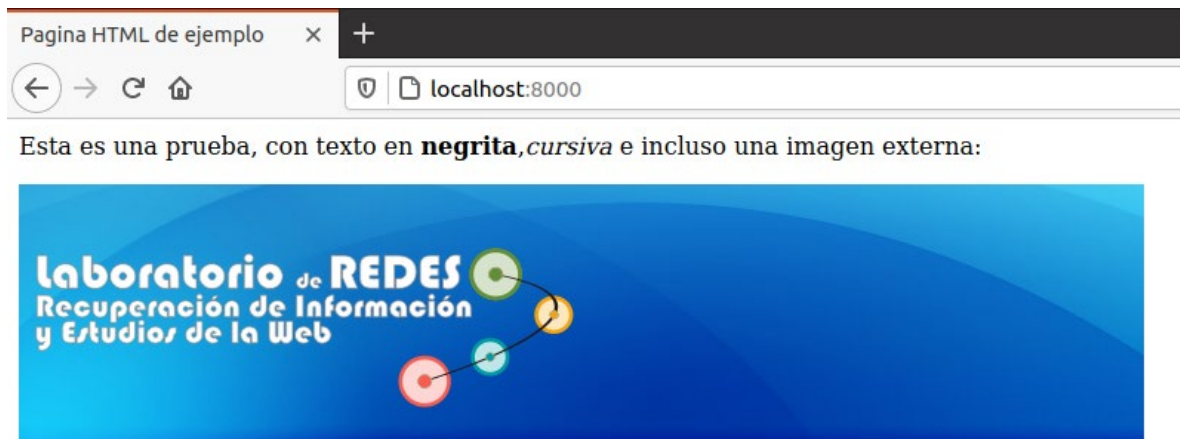 Pagina HTML de ejemplo
localhost:8000
Esta es una prueba, con texto en negrita,cursiva e incluso una imagen externa:
Laboratorio de REDES
Recuperación de Información
y Estudios de la Web